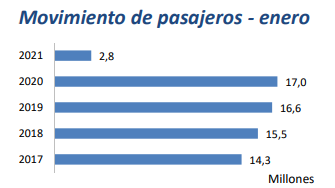 Movimiento de pasajeros - enero
2021 2,8
2020 17,0
2019 16,6
2018 15,5
2017 14,3
Millones